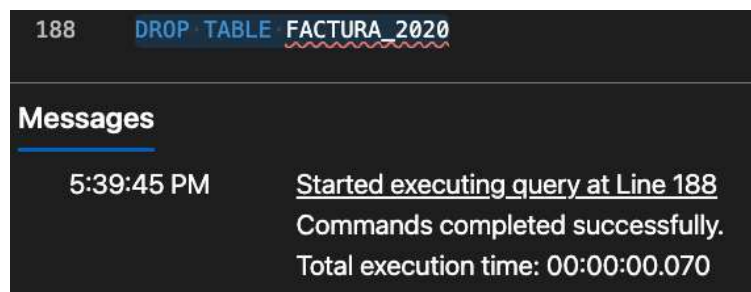 188 DROP TABLE FACTURA_2020
Messages
5:39:45 PM Started executing query at Line 188
Commands completed successfully.
Total execution time: 00:00:00.070